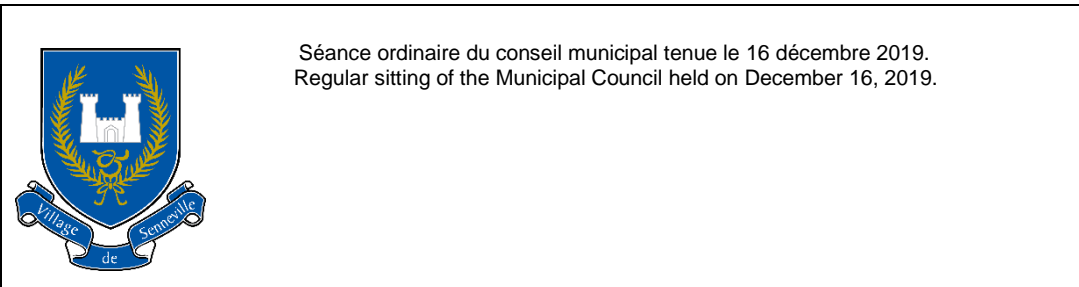 Séance ordinaire du conseil municipal tenue le 16 décembre 2019.
Regular sitting of the Municipal Council held on December 16, 2019.
Village
de
Senneville